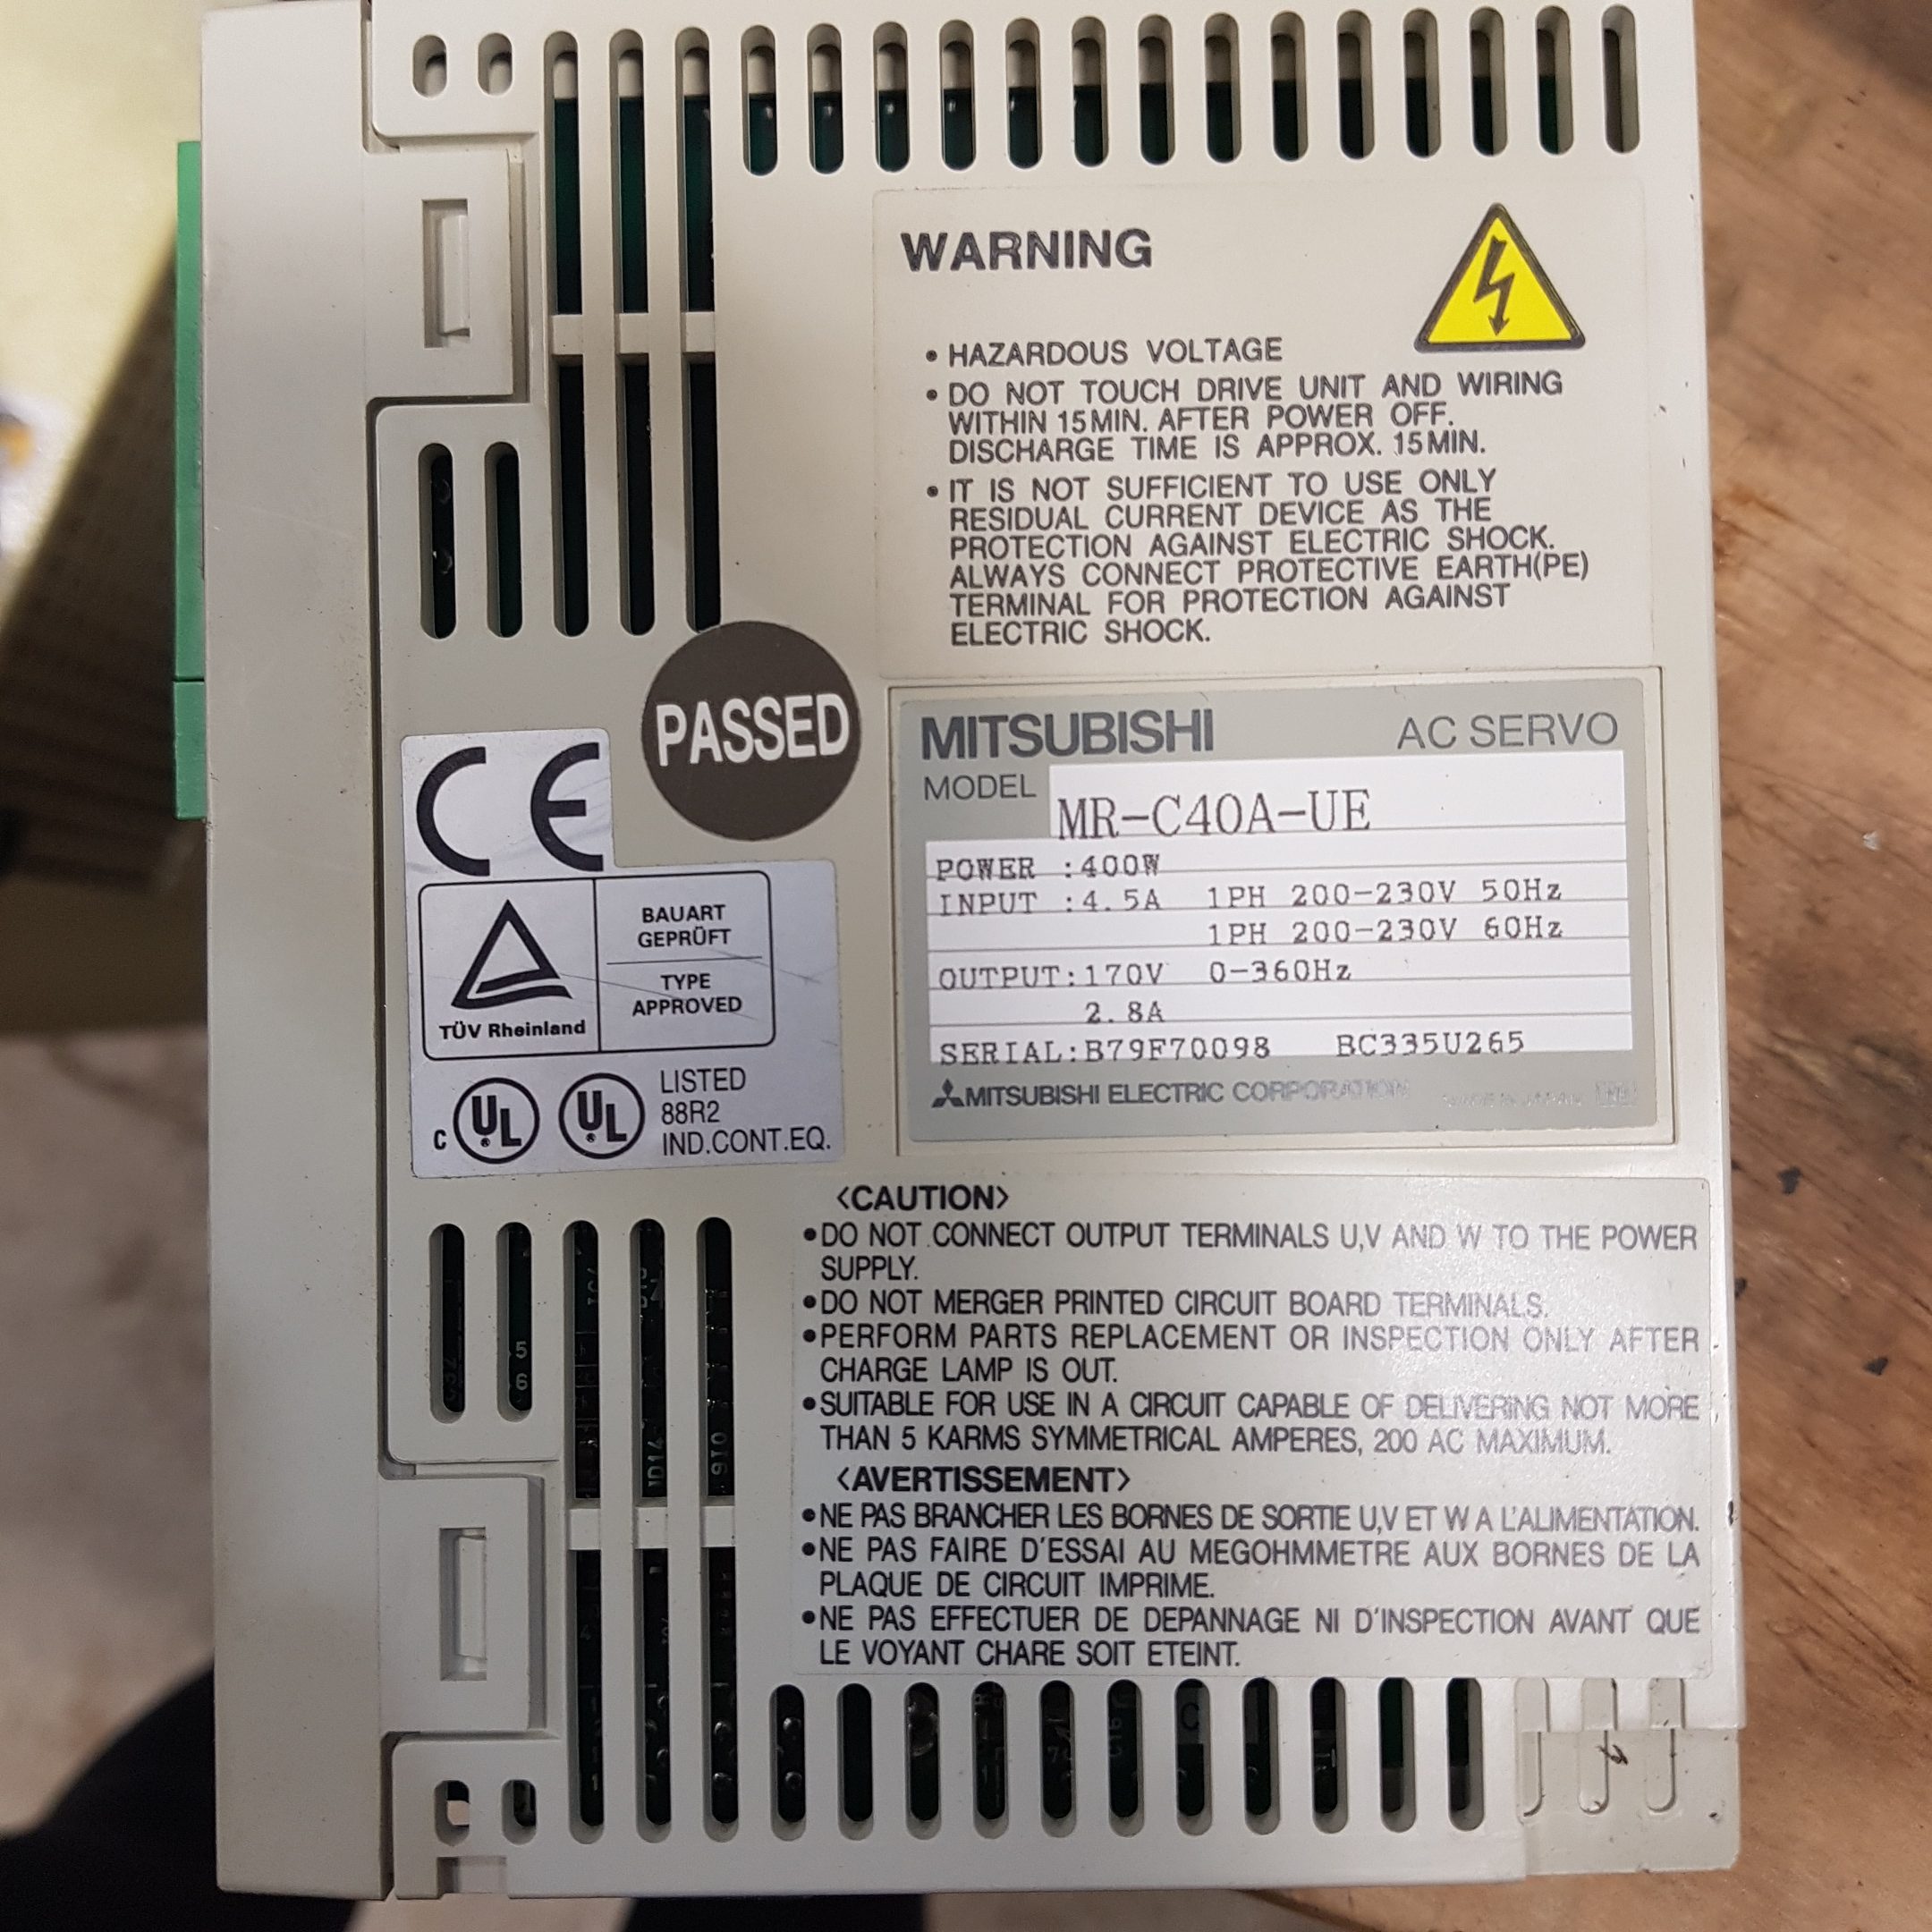 WARNING
• HAZARDOUS VOLTAGE
• DO NOT TOUCH DRIVE UNIT AND WIRING
WITHIN 15MIN. AFTER POWER OFF.
DISCHARGE TIME IS APPROX. 15MIN.
• IT IS NOT SUFFICIENT TO USE ONLY
RESIDUAL CURRENT DEVICE AS THE
PROTECTION AGAINST ELECTRIC SHOCK.
ALWAYS CONNECT PROTECTIVE EARTH(PE)
TERMINAL FOR PROTECTION AGAINST
ELECTRIC SHOCK.
PASSED
CE
BAUART
GEPRÜFT
TYPE
APPROVED
TÜV Rheinland
C UL® UL® LISTED
88R2
IND.CONT.EQ.
MITSUBISHI AC SERVO
MODEL MR-C40A-UE
POWER :400W
INPUT :4.5A 1PH 200-230V 50Hz
1PH 200-230V 60Hz
OUTPUT:170V 0-360Hz
2.8A
SERIAL:B79F70098 BC335U265
MITSUBISHI ELECTRIC CORPORATION
<CAUTION>
•DO NOT CONNECT OUTPUT TERMINALS U,V AND W TO THE POWER
SUPPLY.
•DO NOT MERGER PRINTED CIRCUIT BOARD TERMINALS.
•PERFORM PARTS REPLACEMENT OR INSPECTION ONLY AFTER
CHARGE LAMP IS OUT.
•SUITABLE FOR USE IN A CIRCUIT CAPABLE OF DELIVERING NOT MORE
THAN 5 KARMS SYMMETRICAL AMPERES, 200 AC MAXIMUM.
<AVERTISSEMENT>
•NE PAS BRANCHER LES BORNES DE SORTIE U,V ET W A L'ALIMENTATION.
•NE PAS FAIRE D'ESSAI AU MEGOHMMETRE AUX BORNES DE LA
PLAQUE DE CIRCUIT IMPRIME.
•NE PAS EFFECTUER DE DEPANNAGE NI D'INSPECTION AVANT QUE
LE VOYANT CHARE SOIT ETEINT.
5
6